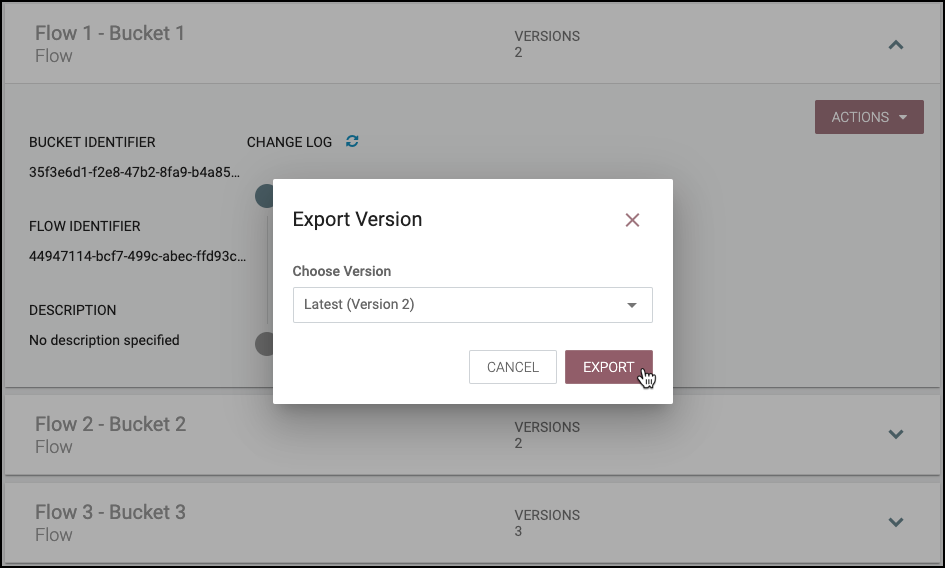 Flow 1 - Bucket 1
Flow
VERSIONS
2
ACTIONS
BUCKET IDENTIFIER
CHANGE LOG
35f3e6d1-f2e8-47b2-8fa9-b4a85...
FLOW IDENTIFIER
44947114-bcf7-499c-abec-ffd93c...
DESCRIPTION
No description specified
Export Version
Choose Version
Latest (Version 2)
CANCEL
EXPORT
Flow 2 - Bucket 2
Flow
VERSIONS
2
Flow 3 - Bucket 3
Flow
VERSIONS
3